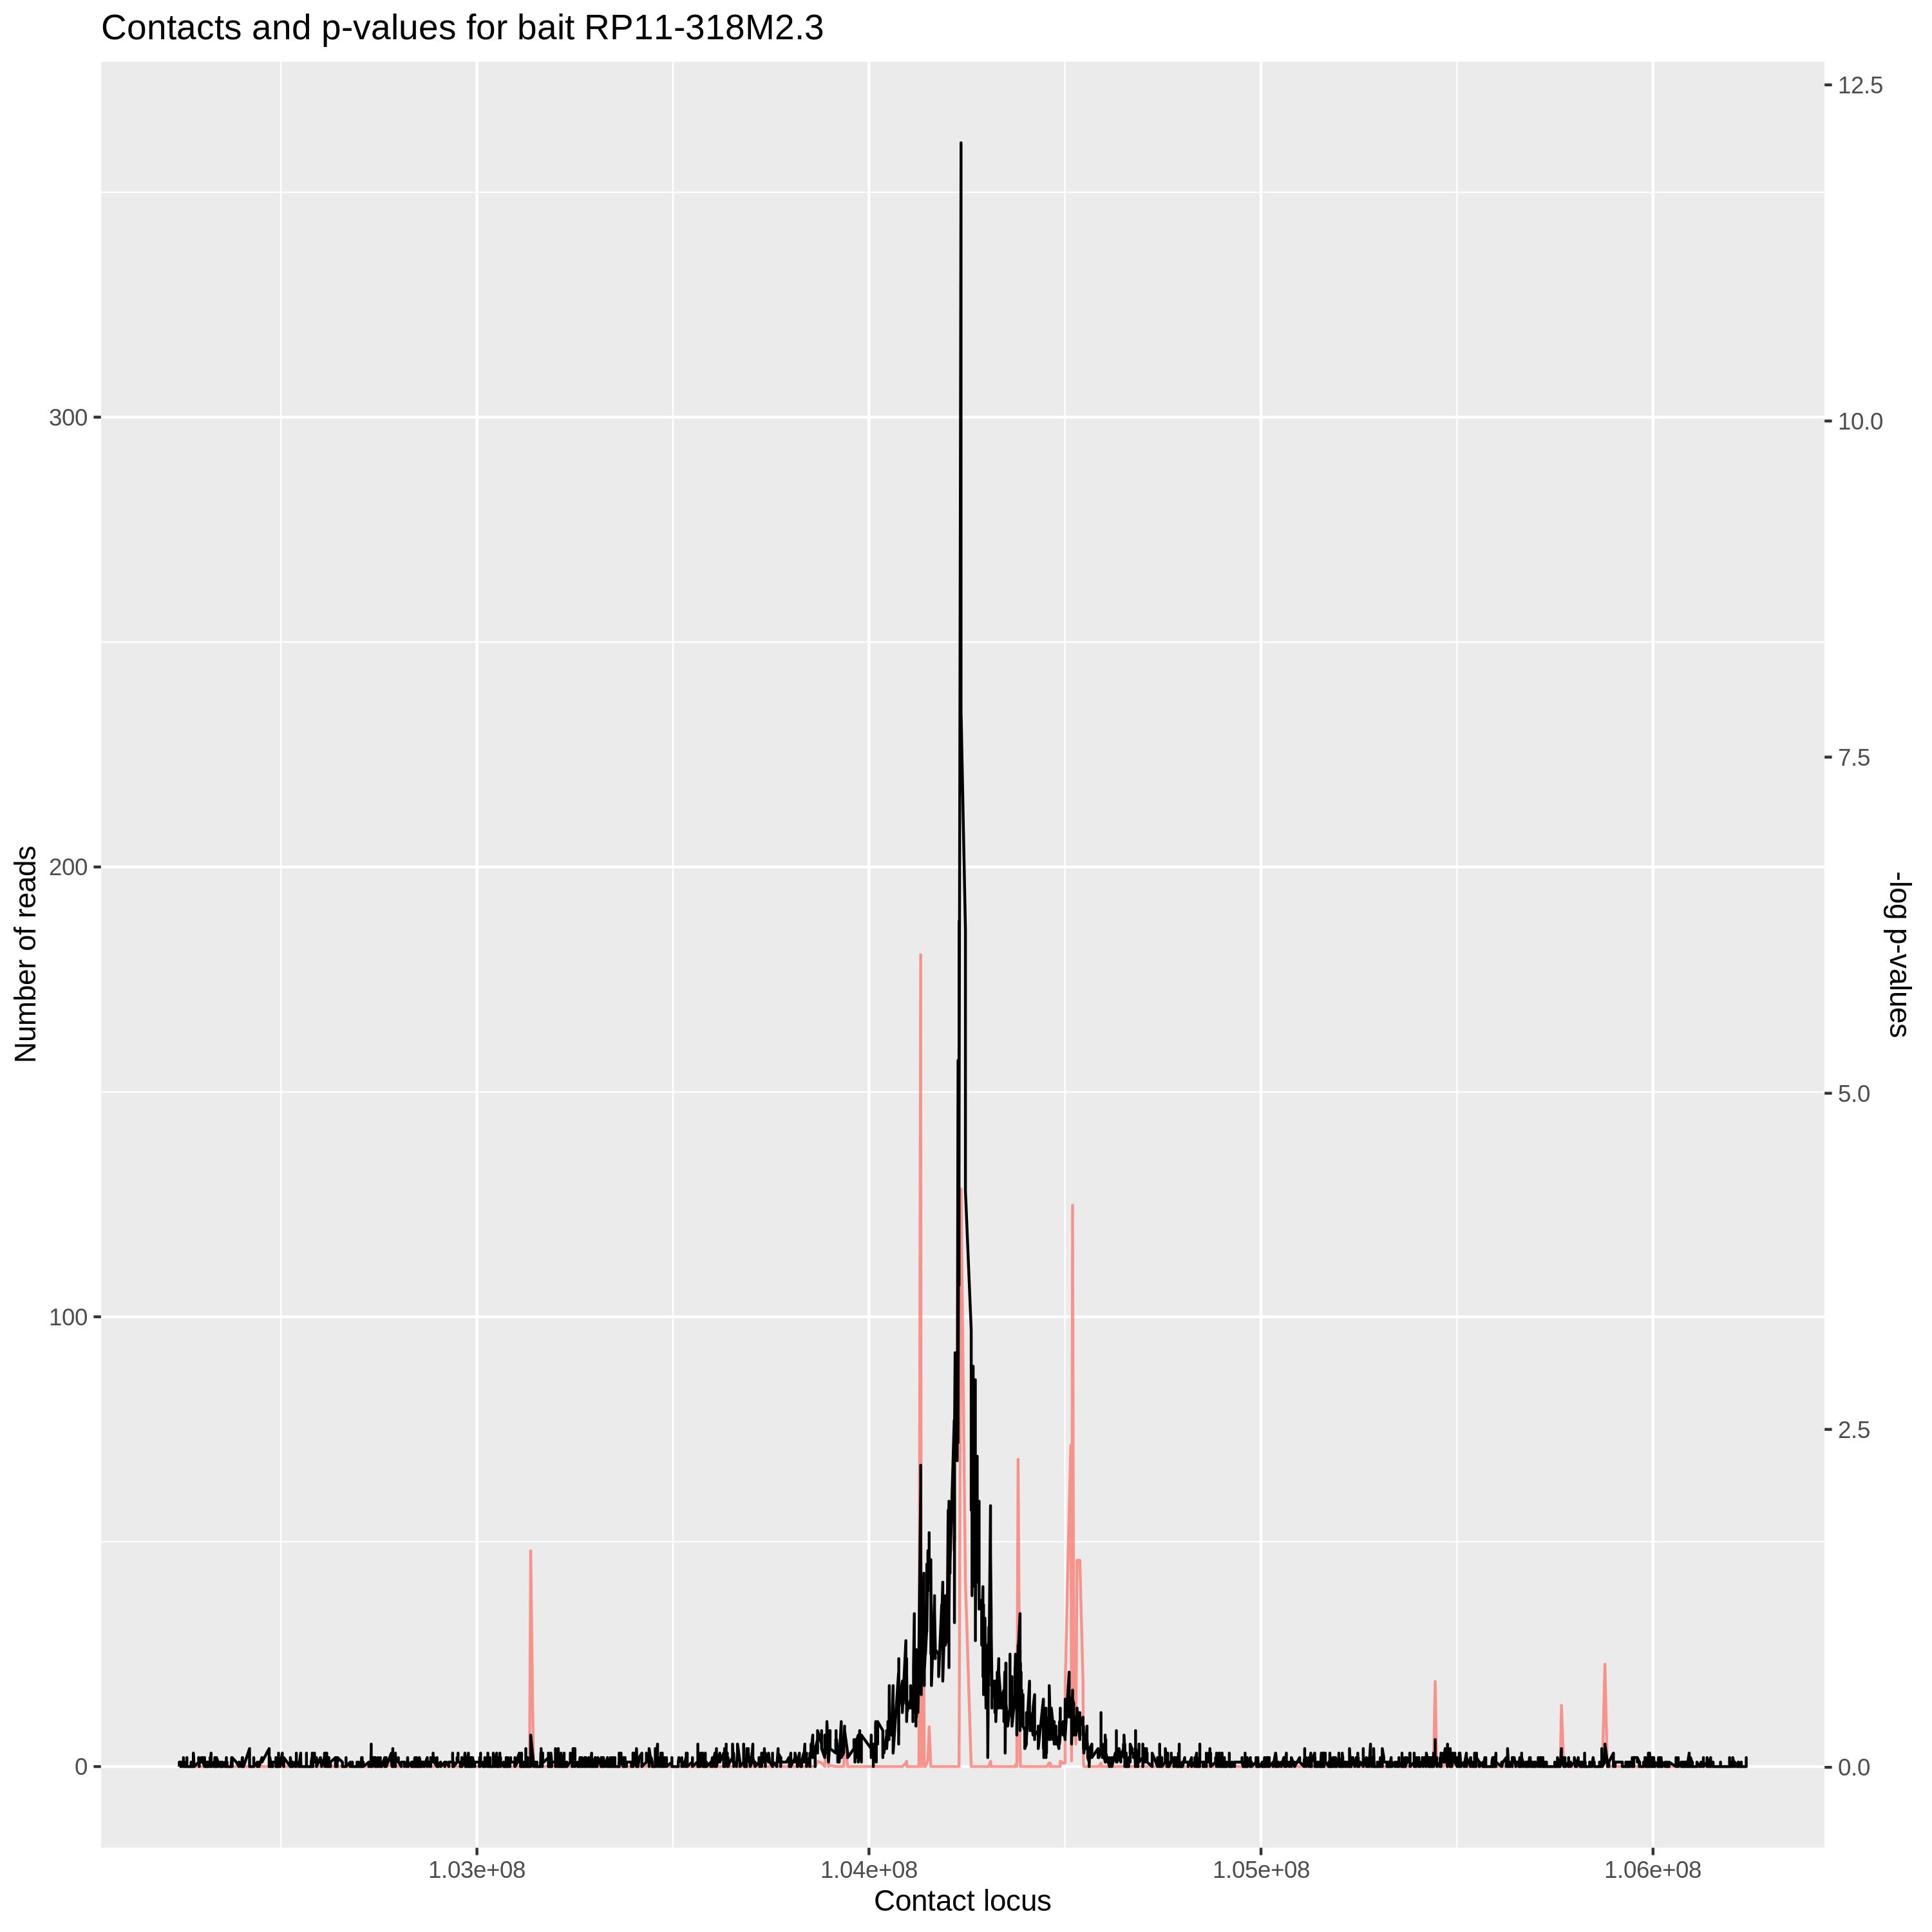 Contacts and p-values for bait RP11-318M2.3
12.5
300
10.0
7.5
200
Number of reads
-log p-values
5.0
100
2.5
0
0.0
1.03e+08
1.04e+08
1.05e+08
1.06e+08
Contact locus